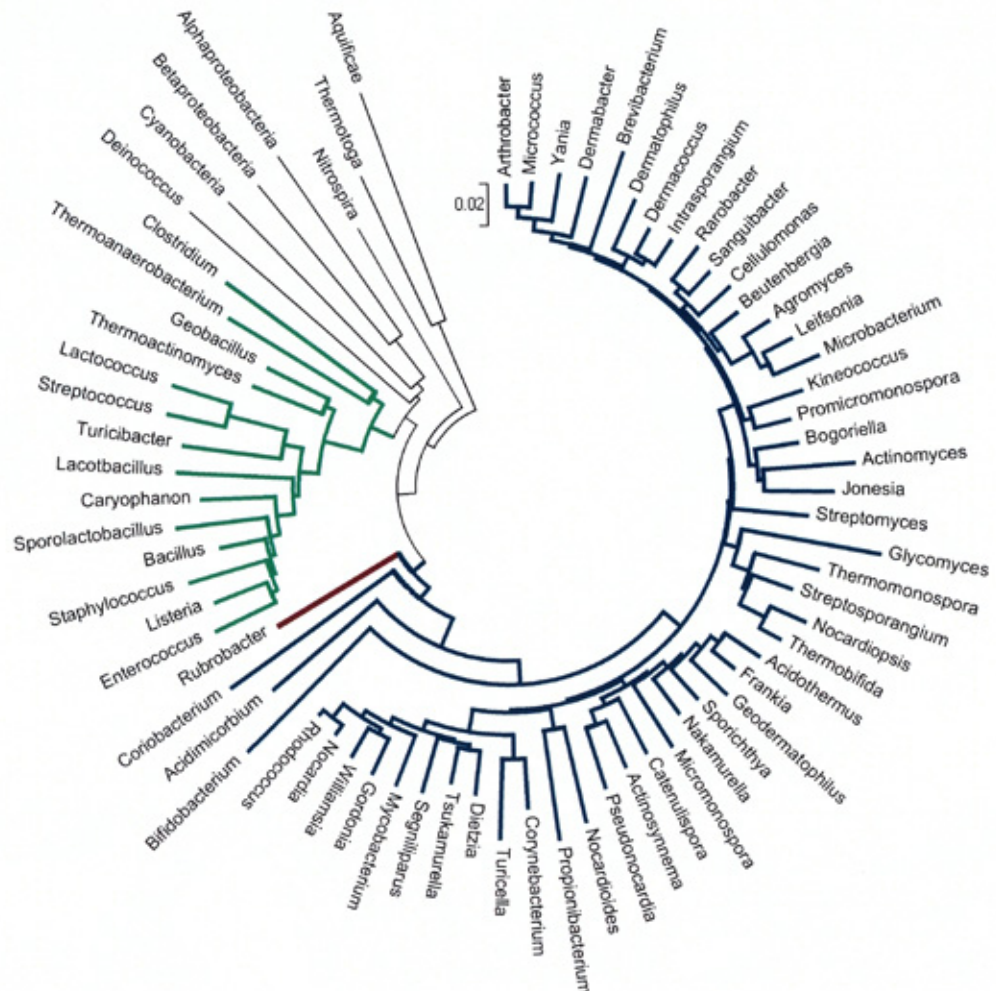 Aquificae
Thermotoga
Nitrospira
Alphaproteobacteria
Betaproteobacteria
Cyanobacteria
Deinococcus
Clostridium
Thermoanaerobacterium
Geobacillus
Thermoactinomyces
Lactococcus
Streptococcus
Turicibacter
Lacotbacillus
Caryophanon
Sporolactobacillus
Bacillus
Staphylococcus
Listeria
Enterococcus
Rubrobacter
Coriobacterium
Acidimicorbium
Bifidobacterium
Rhodococcus
Nocardia
Williamsia
Gordonia
Mycobacterium
Segniliparus
Tsukamurella
Dietzia
Turicella
Corynebacterium
Propionibacterium
Nocardioides
Pseudonocardia
Actinosynnema
Catenulispora
Micromonospora
Nakamurella
Sporichthya
Geodermatophilus
Frankia
Acidothermus
Thermobifida
Nocardiopsis
Streptosporangium
Thermomonospora
Glycomyces
Streptomyces
Jonesia
Actinomyces
Bogoriella
Promicromonospora
Kineococcus
Microbacterium
Leifsonia
Agromyces
Beutenbergia
Cellulomonas
Sanguibacter
Rarobacter
Intrasporangium
Dermacoccus
Dermatophilus
Brevibacterium
Dermabacter
Yania
Micrococcus
Arthrobacter
0.02